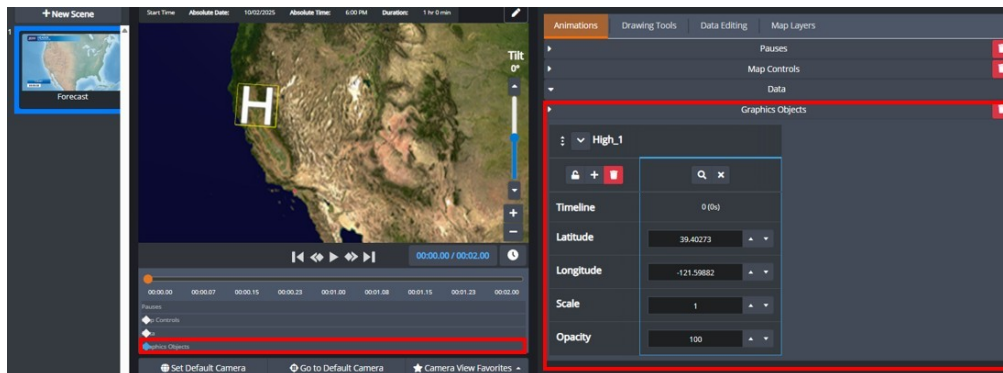 + New Scene
Start Time Absolute Date: 10/02/2025 Absolute Time: 6:00 PM Duration: 1 hr 0 min
1
Forecast
Tilt
0°
H
+
−
00:00.00 / 00:02.00
00:00.00 00:00.07 00:00.15 00:00.23 00:01.00 00:01.08 00:01.15 00:01.23 00:02.00
Pauses
p Controls
ta
aphics Objects
Set Default Camera Go to Default Camera Camera View Favorites
Animations Drawing Tools Data Editing Map Layers
Pauses
Map Controls
Data
Graphics Objects
High_1
Timeline 0 (0s)
Latitude 39.40273
Longitude -121.59882
Scale 1
Opacity 100